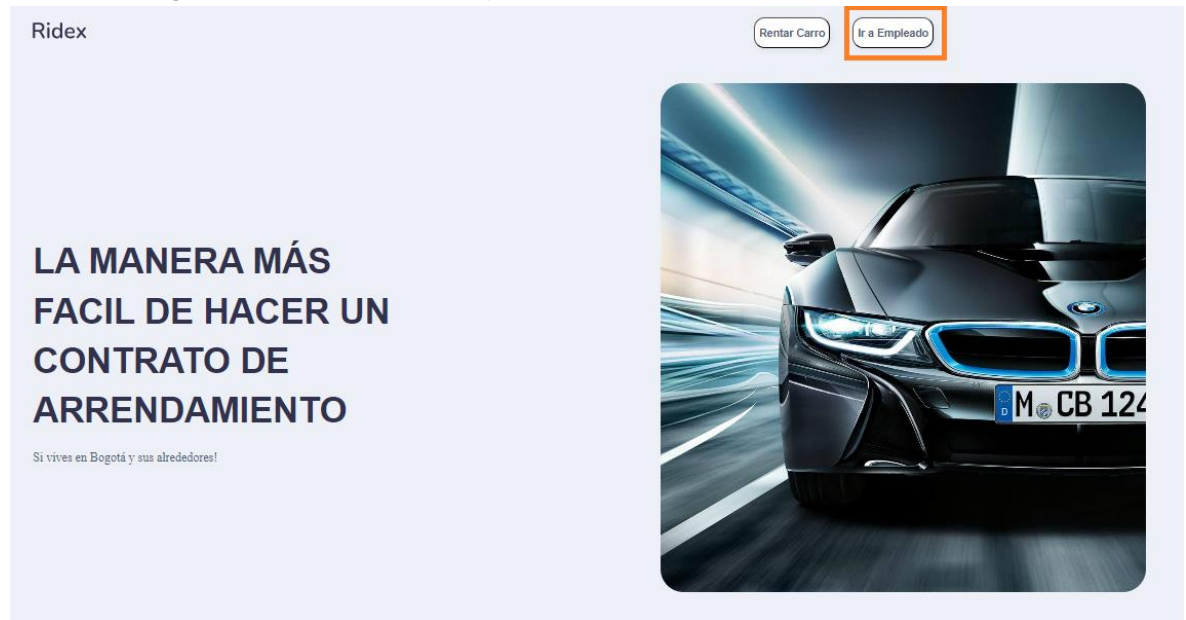 Ridex
Rentar Carro
Ir a Empleado
LA MANERA MÁS
FACIL DE HACER UN
CONTRATO DE
ARRENDAMIENTO
Si vives en Bogotá y sus alrededores!
M CB 124
D